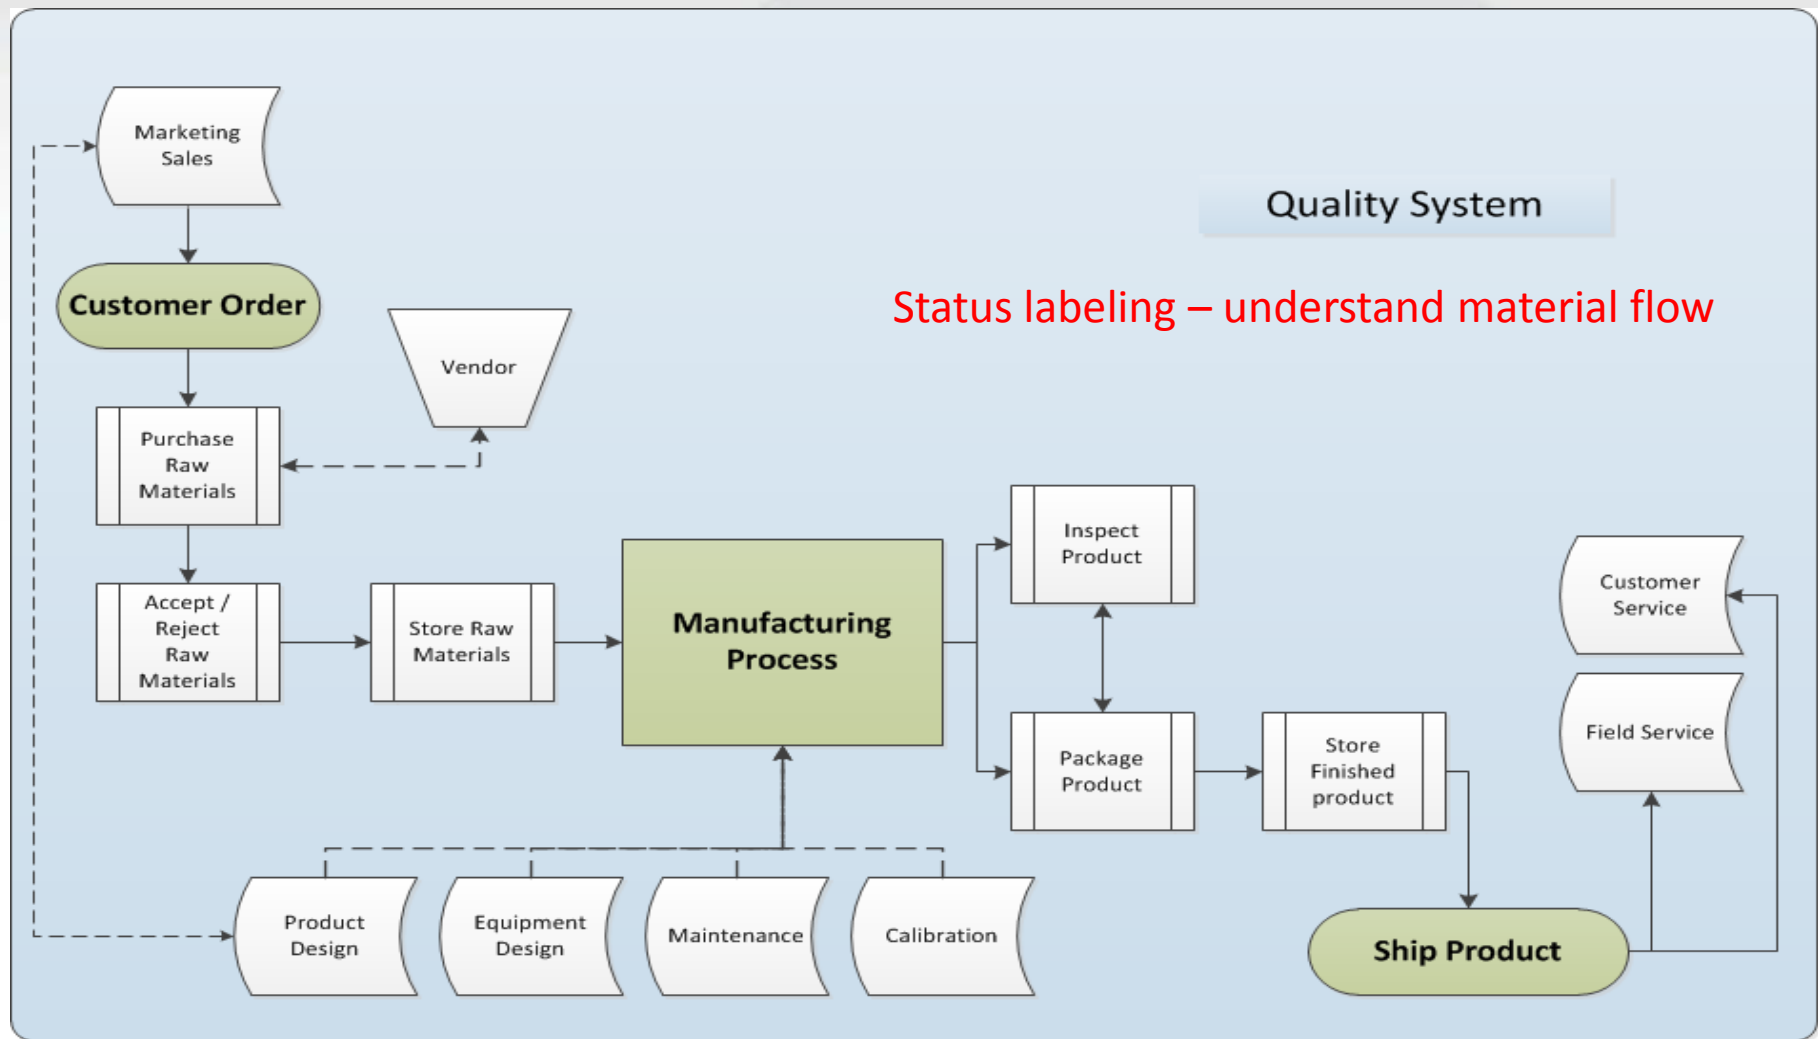 Marketing
Sales
Quality System
Status labeling – understand material flow
Customer Order
Vendor
Purchase
Raw
Materials
Accept /
Reject
Raw
Materials
Store Raw
Materials
Manufacturing
Process
Inspect
Product
Package
Product
Store
Finished
product
Customer
Service
Field Service
Product
Design
Equipment
Design
Maintenance
Calibration
Ship Product